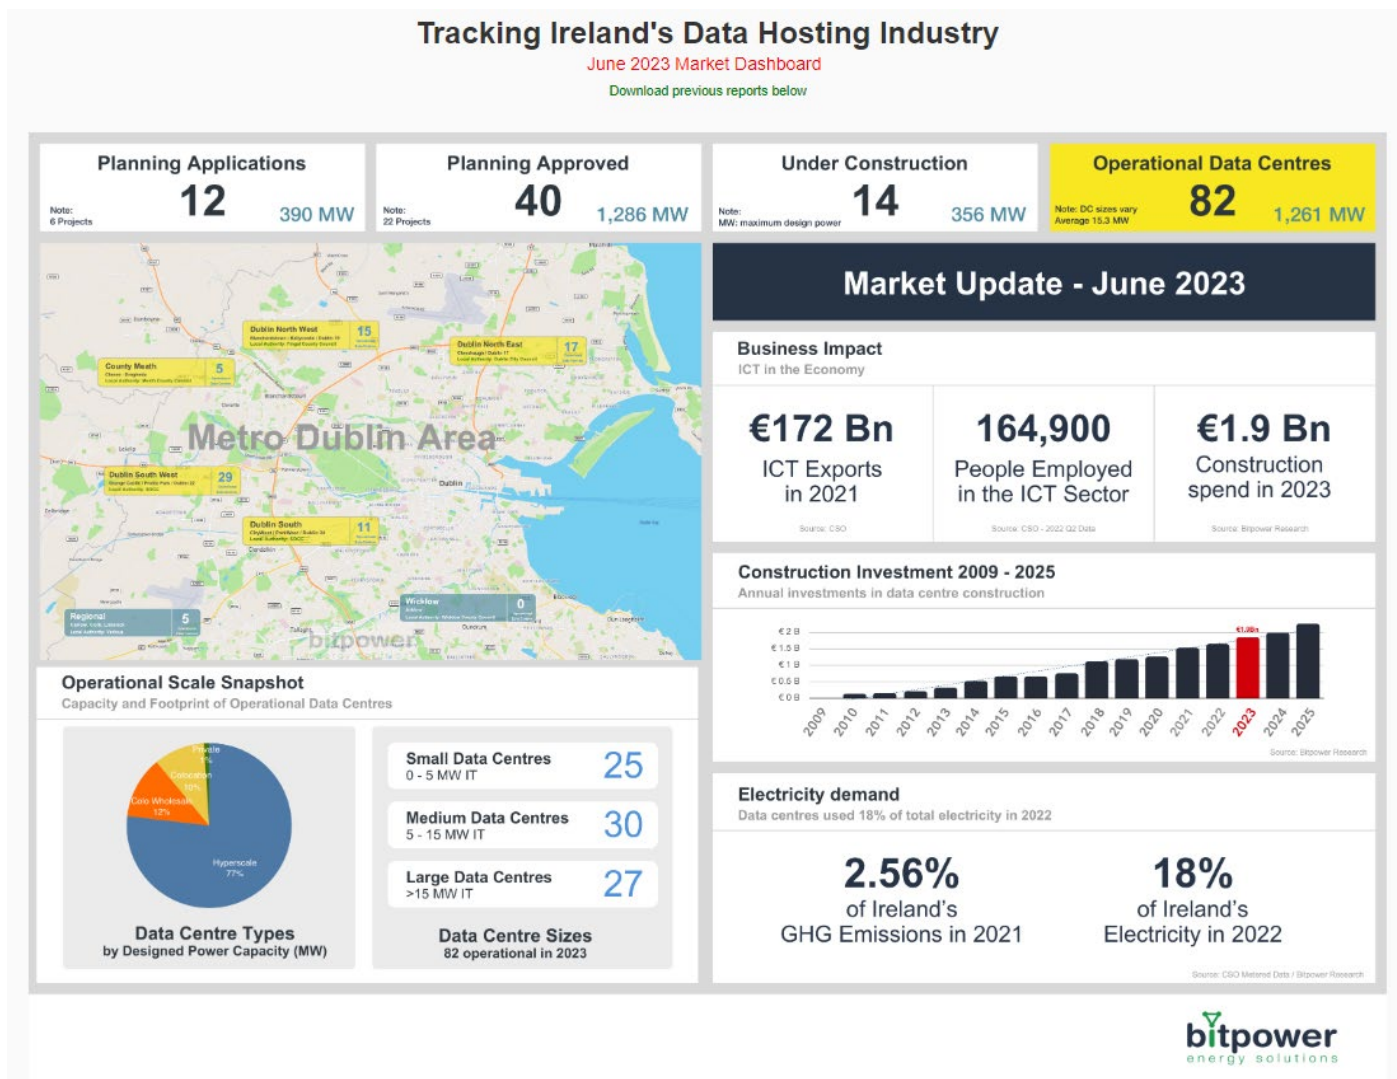 Tracking Ireland's Data Hosting Industry
June 2023 Market Dashboard
Download previous reports below
Planning Applications
12
Note:
6 Projects
390 MW
Planning Approved
40
Note:
22 Projects
1,286 MW
Under Construction
14
Note:
MW: maximum design power
356 MW
Operational Data Centres
82
Note: DC sizes vary
Average 15.3 MW
1,261 MW
Dublin North West
15
Dublin North East
17
County Meath
5
Metro Dublin Area
Dublin South West
29
Dublin
Dublin South
11
Regional
5
Wicklow
0
bitpower
Market Update - June 2023
Business Impact
ICT in the Economy
€172 Bn
ICT Exports
in 2021
Source: CSO
164,900
People Employed
in the ICT Sector
Source: CSO - 2022 Q2 Data
€1.9 Bn
Construction
spend in 2023
Source: Bitpower Research
Construction Investment 2009 - 2025
Annual investments in data centre construction
€2 B
€1.5 B
€1 B
€0.5 B
€0 B
2009
2010
2011
2012
2013
2014
2015
2016
2017
2018
2019
2020
2021
2022
2023
2024
2025
Source: Bitpower Research
Operational Scale Snapshot
Capacity and Footprint of Operational Data Centres
Private
1%
Colocation
10%
Colo Wholesale
12%
Hyperscale
77%
Data Centre Types
by Designed Power Capacity (MW)
Small Data Centres
0 - 5 MW IT
25
Medium Data Centres
5 - 15 MW IT
30
Large Data Centres
>15 MW IT
27
Data Centre Sizes
82 operational in 2023
Electricity demand
Data centres used 18% of total electricity in 2022
2.56%
of Ireland's
GHG Emissions in 2021
18%
of Ireland's
Electricity in 2022
Source: CSO Metered Data / Bitpower Research
bitpower
energy solutions